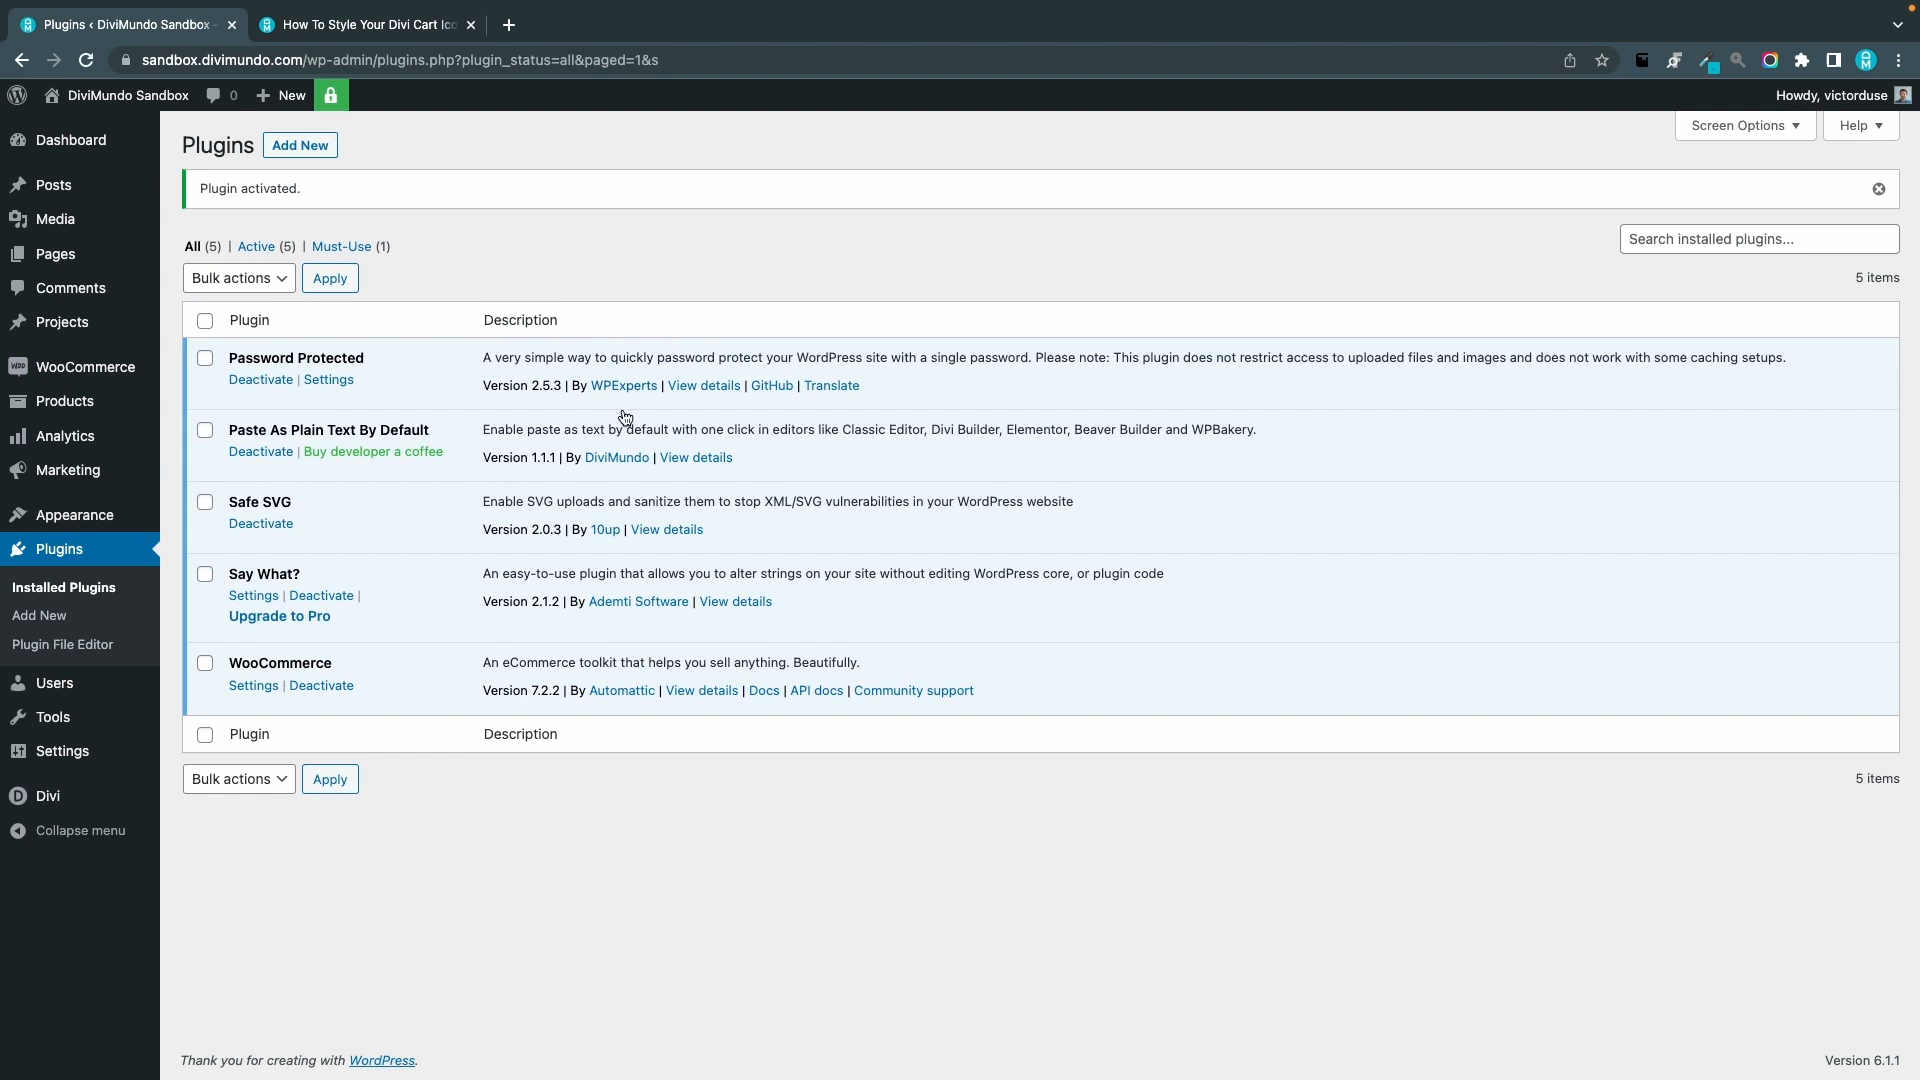 Plugins ‹ DiviMundo Sandbox -
How To Style Your Divi Cart Ico
sandbox.divimundo.com/wp-admin/plugins.php?plugin_status=all&paged=1&s
DiviMundo Sandbox 0 New
Howdy, victorduse
Dashboard
Posts
Media
Pages
Comments
Projects
WooCommerce
Products
Analytics
Marketing
Appearance
Plugins
Installed Plugins
Add New
Plugin File Editor
Users
Tools
Settings
Divi
Collapse menu
Screen Options Help
Plugins Add New
Plugin activated.
All (5) | Active (5) | Must-Use (1)
Search installed plugins...
Bulk actions Apply
5 items
Plugin Description
Password Protected
Deactivate | Settings
A very simple way to quickly password protect your WordPress site with a single password. Please note: This plugin does not restrict access to uploaded files and images and does not work with some caching setups.
Version 2.5.3 | By WPExperts | View details | GitHub | Translate
Paste As Plain Text By Default
Deactivate | Buy developer a coffee
Enable paste as text by default with one click in editors like Classic Editor, Divi Builder, Elementor, Beaver Builder and WPBakery.
Version 1.1.1 | By DiviMundo | View details
Safe SVG
Deactivate
Enable SVG uploads and sanitize them to stop XML/SVG vulnerabilities in your WordPress website
Version 2.0.3 | By 10up | View details
Say What?
Settings | Deactivate |
Upgrade to Pro
An easy-to-use plugin that allows you to alter strings on your site without editing WordPress core, or plugin code
Version 2.1.2 | By Ademti Software | View details
WooCommerce
Settings | Deactivate
An eCommerce toolkit that helps you sell anything. Beautifully.
Version 7.2.2 | By Automattic | View details | Docs | API docs | Community support
Plugin Description
Bulk actions Apply
5 items
Thank you for creating with WordPress.
Version 6.1.1